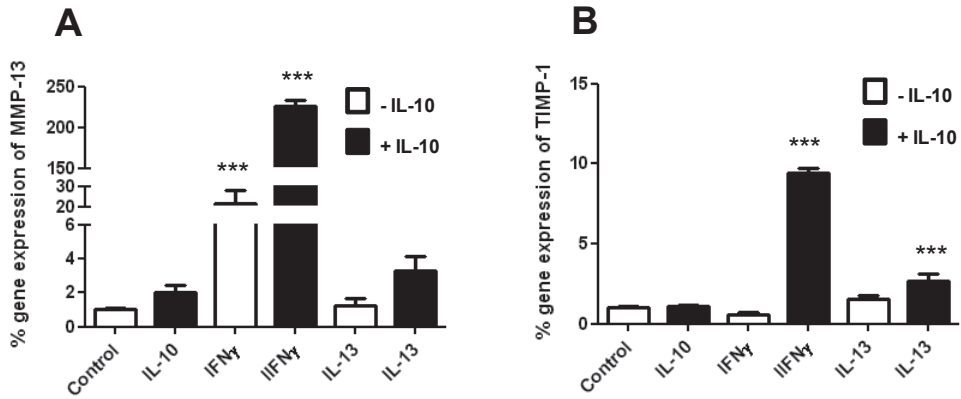 A
% gene expression of MMP-13
250
200
150
30
20
6
4
2
0
***
***
- IL-10
+ IL-10
Control
IL-10
IFNγ
IIFNγ
IL-13
IL-13
B
% gene expression of TIMP-1
15
10
5
0
***
***
- IL-10
+ IL-10
Control
IL-10
IFNγ
IIFNγ
IL-13
IL-13